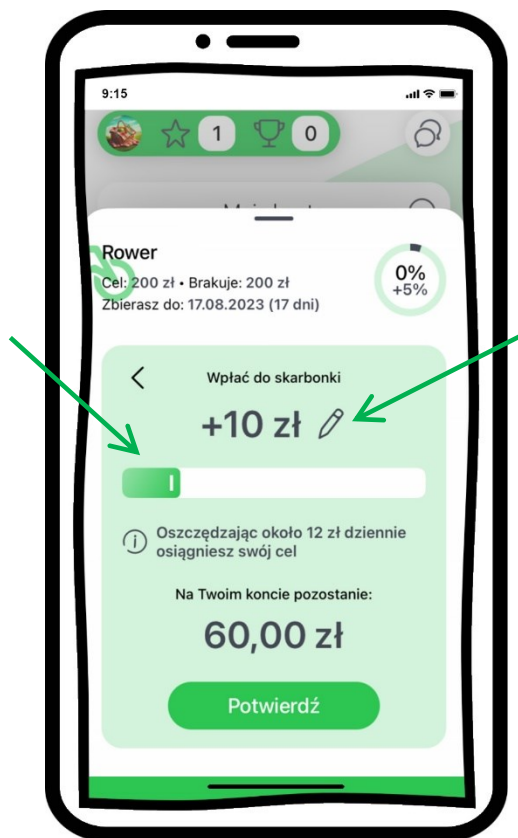 9:15
1 0
Rower
Cel: 200 zł • Brakuje: 200 zł
Zbierasz do: 17.08.2023 (17 dni)
0%
+5%
Wpłać do skarbonki
+10 zł
Oszczędzając około 12 zł dziennie
osiągniesz swój cel
Na Twoim koncie pozostanie:
60,00 zł
Potwierdź